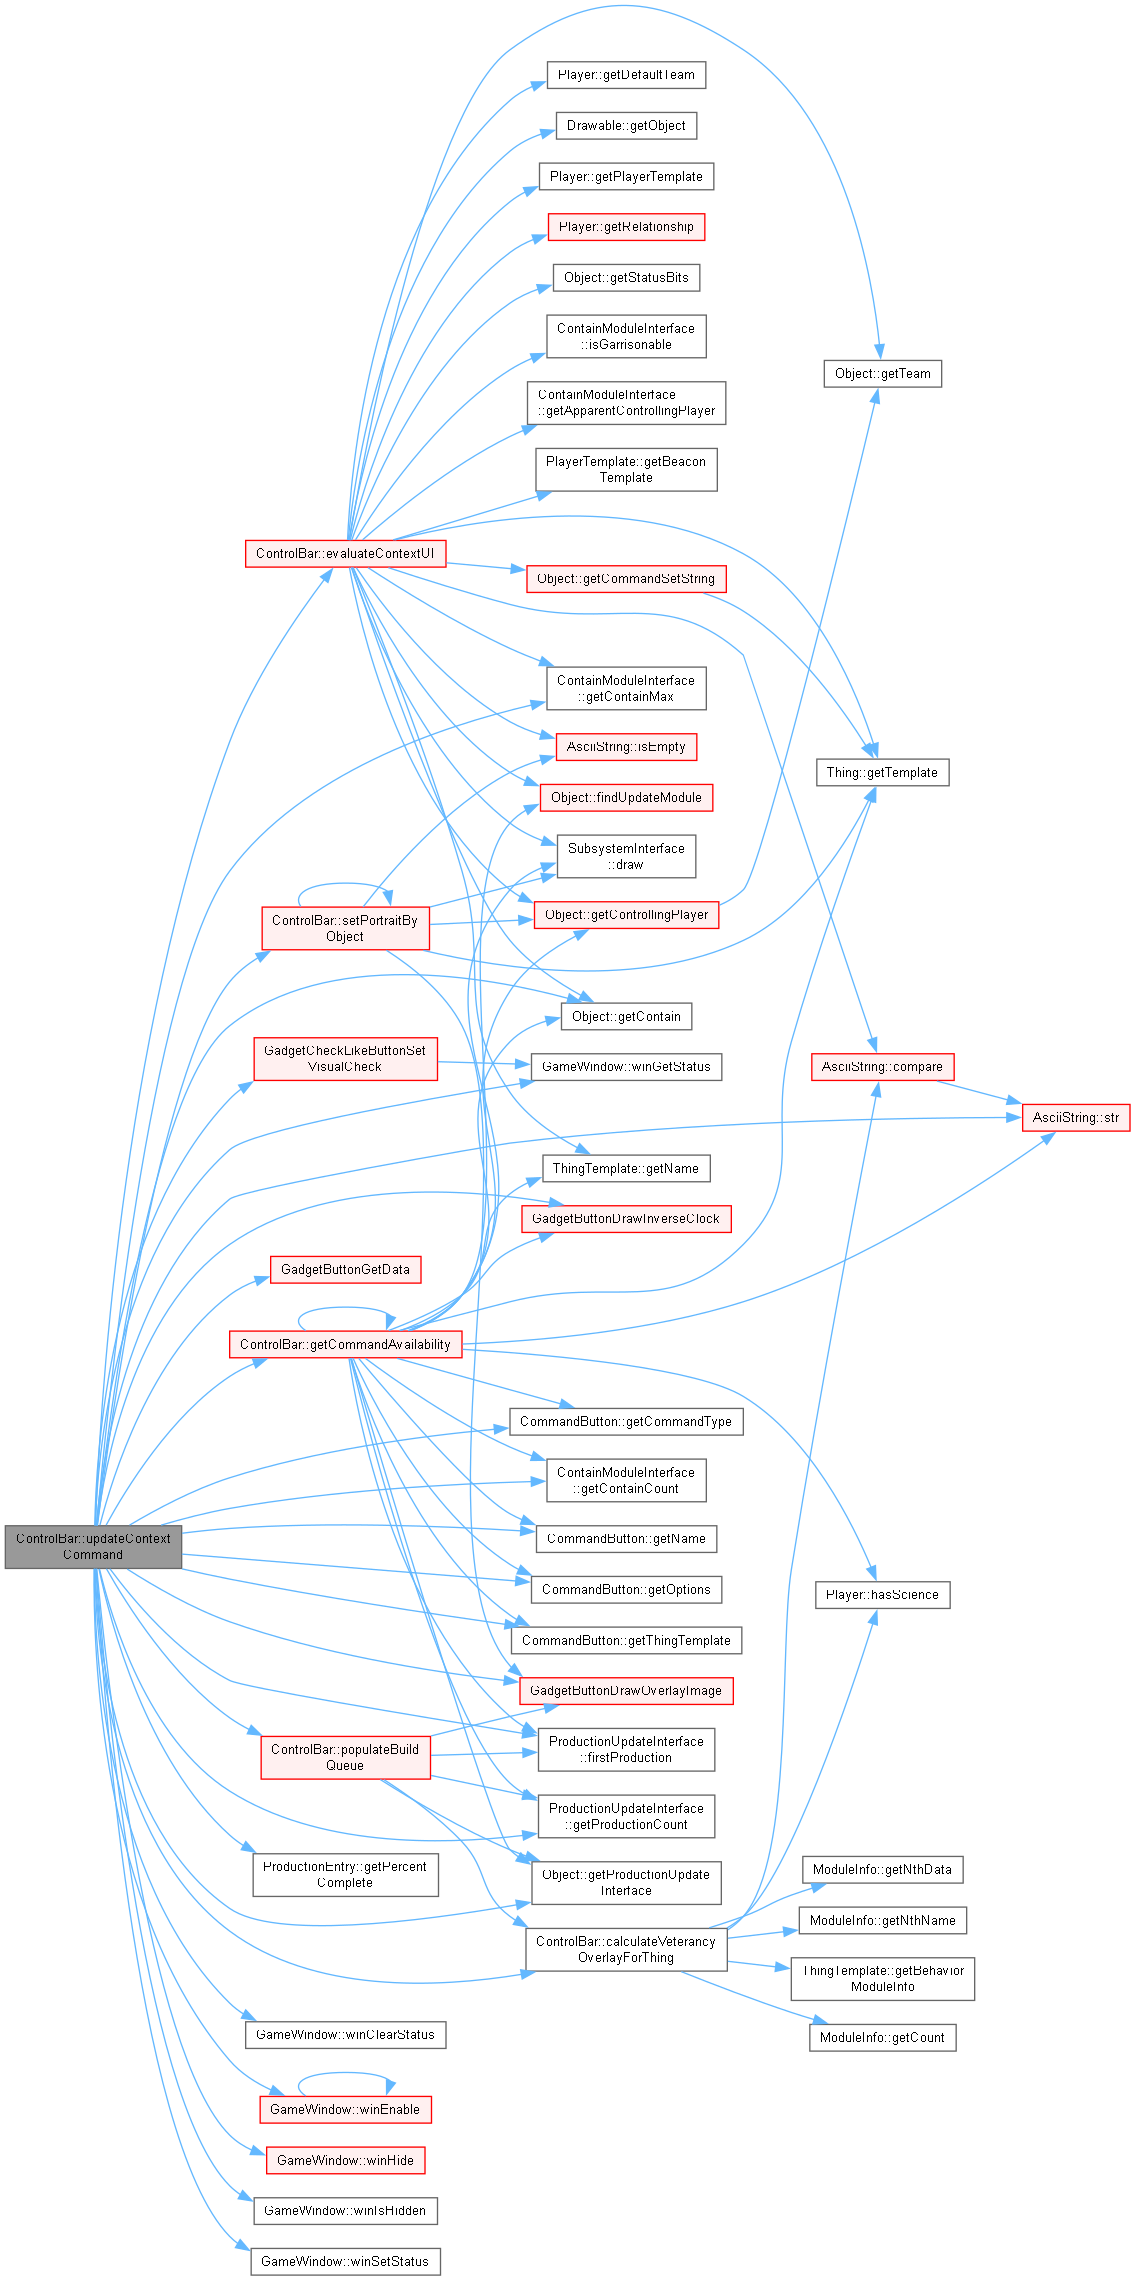 Player::getDefaultTeam
Drawable::getObject
Player::getPlayerTemplate
Player::getRelationship
Object::getStatusBits
ContainModuleInterface
::isGarrisonable
Object::getTeam
ContainModuleInterface
::getApparentControllingPlayer
PlayerTemplate::getBeacon
Template
ControlBar::evaluateContextUI
Object::getCommandSetString
ContainModuleInterface
::getContainMax
AsciiString::isEmpty
Thing::getTemplate
Object::findUpdateModule
SubsystemInterface
::draw
ControlBar::setPortraitBy
Object
Object::getControllingPlayer
Object::getContain
GadgetCheckLikeButtonSet
VisualCheck
GameWindow::winGetStatus
AsciiString::compare
AsciiString::str
ThingTemplate::getName
GadgetButtonDrawInverseClock
GadgetButtonGetData
ControlBar::getCommandAvailability
CommandButton::getCommandType
ContainModuleInterface
::getContainCount
ControlBar::updateContext
Command
CommandButton::getName
CommandButton::getOptions
Player::hasScience
CommandButton::getThingTemplate
GadgetButtonDrawOverlayImage
ControlBar::populateBuild
Queue
ProductionUpdateInterface
::firstProduction
ProductionUpdateInterface
::getProductionCount
ProductionEntry::getPercent
Complete
Object::getProductionUpdate
Interface
ModuleInfo::getNthData
ModuleInfo::getNthName
ControlBar::calculateVeterancy
OverlayForThing
ThingTemplate::getBehavior
ModuleInfo
GameWindow::winClearStatus
ModuleInfo::getCount
GameWindow::winEnable
GameWindow::winHide
GameWindow::winIsHidden
GameWindow::winSetStatus